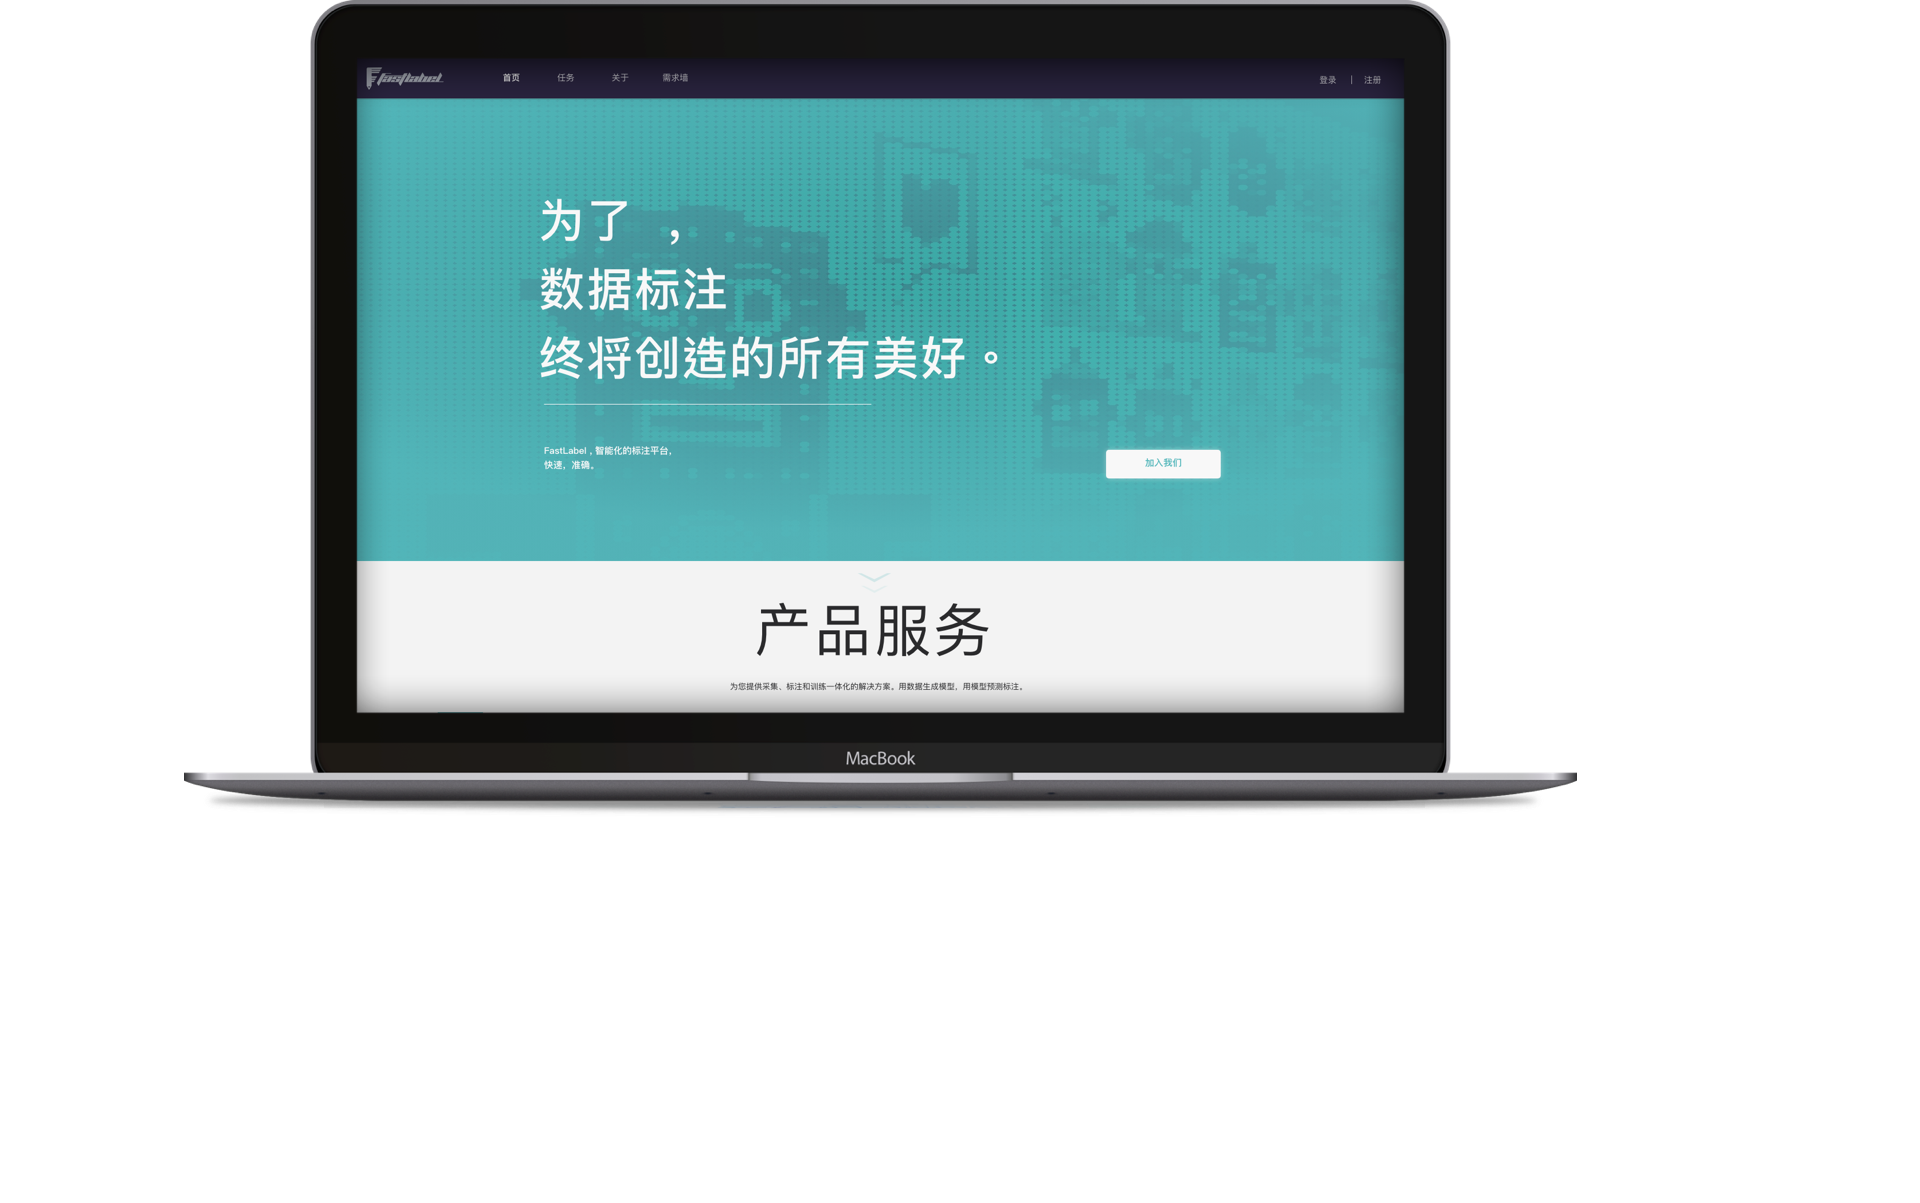 Fastlabel
首页 任务 关于 需求墙 登录 | 注册
为了 ，
数据标注
终将创造的所有美好。
FastLabel , 智能化的标注平台，
快速，准确。
加入我们
产品服务
为您提供采集、标注和训练一体化的解决方案。用数据生成模型，用模型预测标注。
MacBook